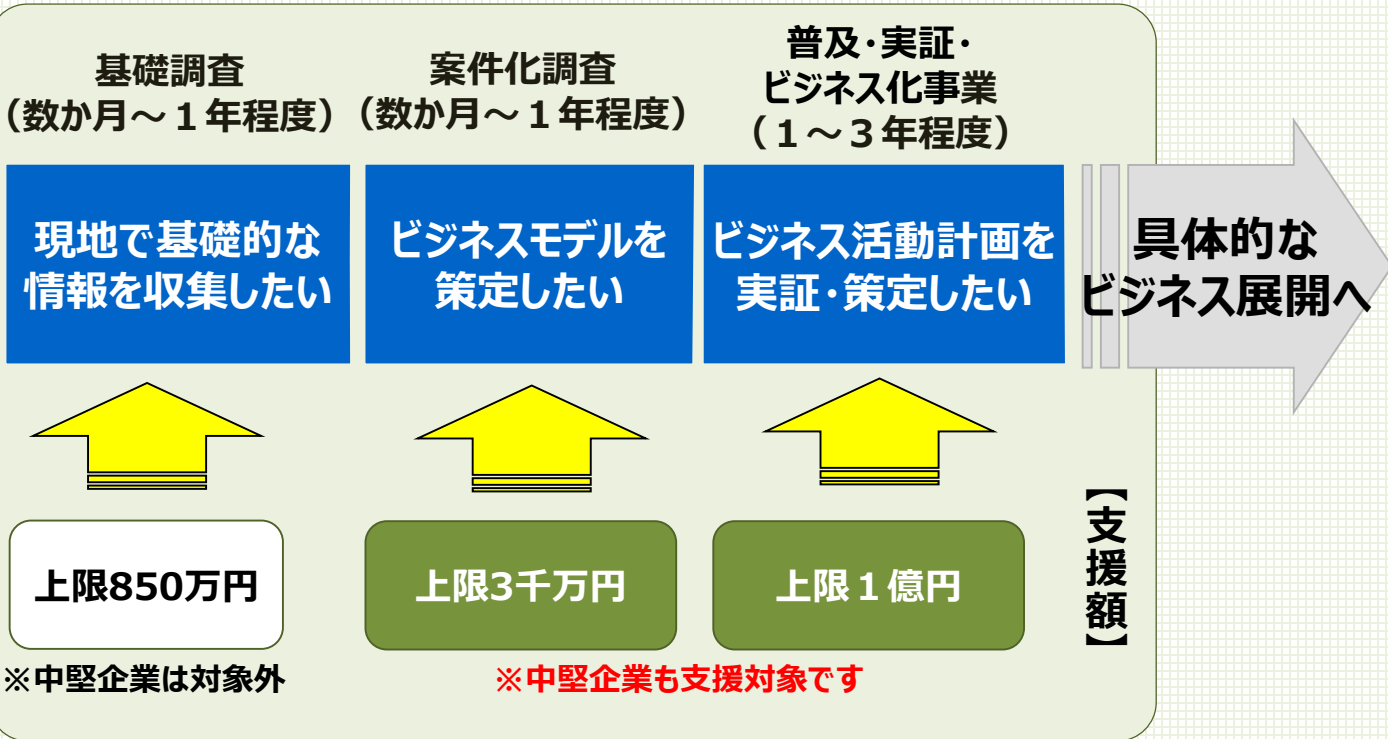 基礎調査
（数か月～１年程度）
案件化調査
（数か月～１年程度）
普及･実証･
ビジネス化事業
（１～３年程度）
現地で基礎的な
情報を収集したい
ビジネスモデルを
策定したい
ビジネス活動計画を
実証･策定したい
具体的な
ビジネス展開へ
上限850万円
上限3千万円
上限１億円
【支援額】
※中堅企業は対象外
※中堅企業も支援対象です